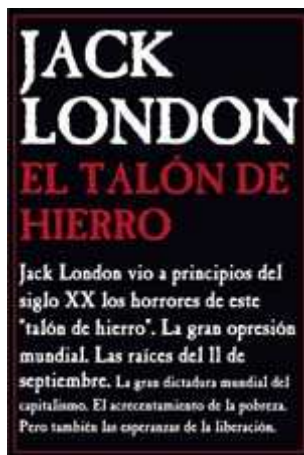 JACK
LONDON
EL TALÓN DE
HIERRO
Jack London vio a principios del
siglo XX los horrores de este
"talón de hierro". La gran opresión
mundial. Las raíces del 11 de
septiembre. La gran dictadura mundial del
capitalismo. El acrecentamiento de la pobreza.
Pero también las esperanzas de la liberación.